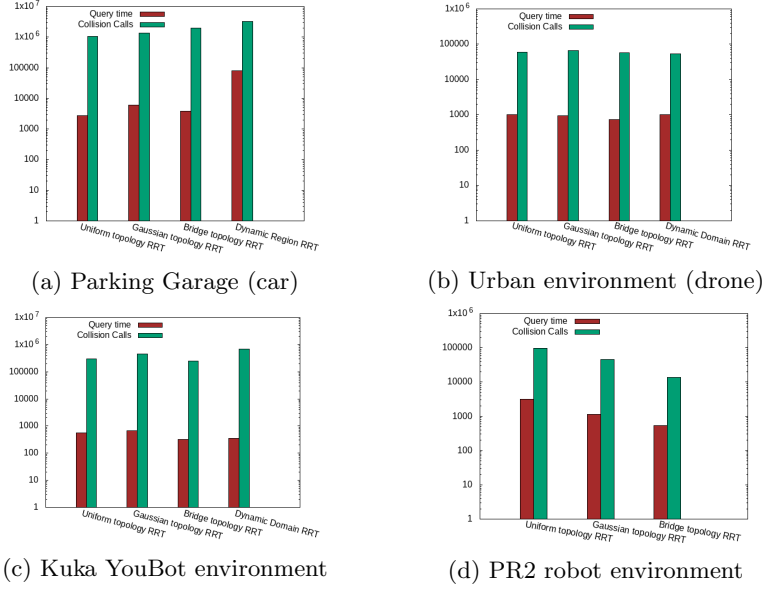 1x10^7
Query time
Collision Calls
1x10^6
100000
10000
1000
100
10
1
Uniform topology RRT
Gaussian topology RRT
Bridge topology RRT
Dynamic Region RRT
(a) Parking Garage (car)
1x10^6
Query time
Collision Calls
100000
10000
1000
100
10
1
Uniform topology RRT
Gaussian topology RRT
Bridge topology RRT
Dynamic Domain RRT
(b) Urban environment (drone)
1x10^7
Query time
Collision Calls
1x10^6
100000
10000
1000
100
10
1
Uniform topology RRT
Gaussian topology RRT
Bridge topology RRT
Dynamic Domain RRT
(c) Kuka YouBot environment
1x10^6
Query time
Collision Calls
100000
10000
1000
100
10
1
Uniform topology RRT
Gaussian topology RRT
Bridge topology RRT
(d) PR2 robot environment